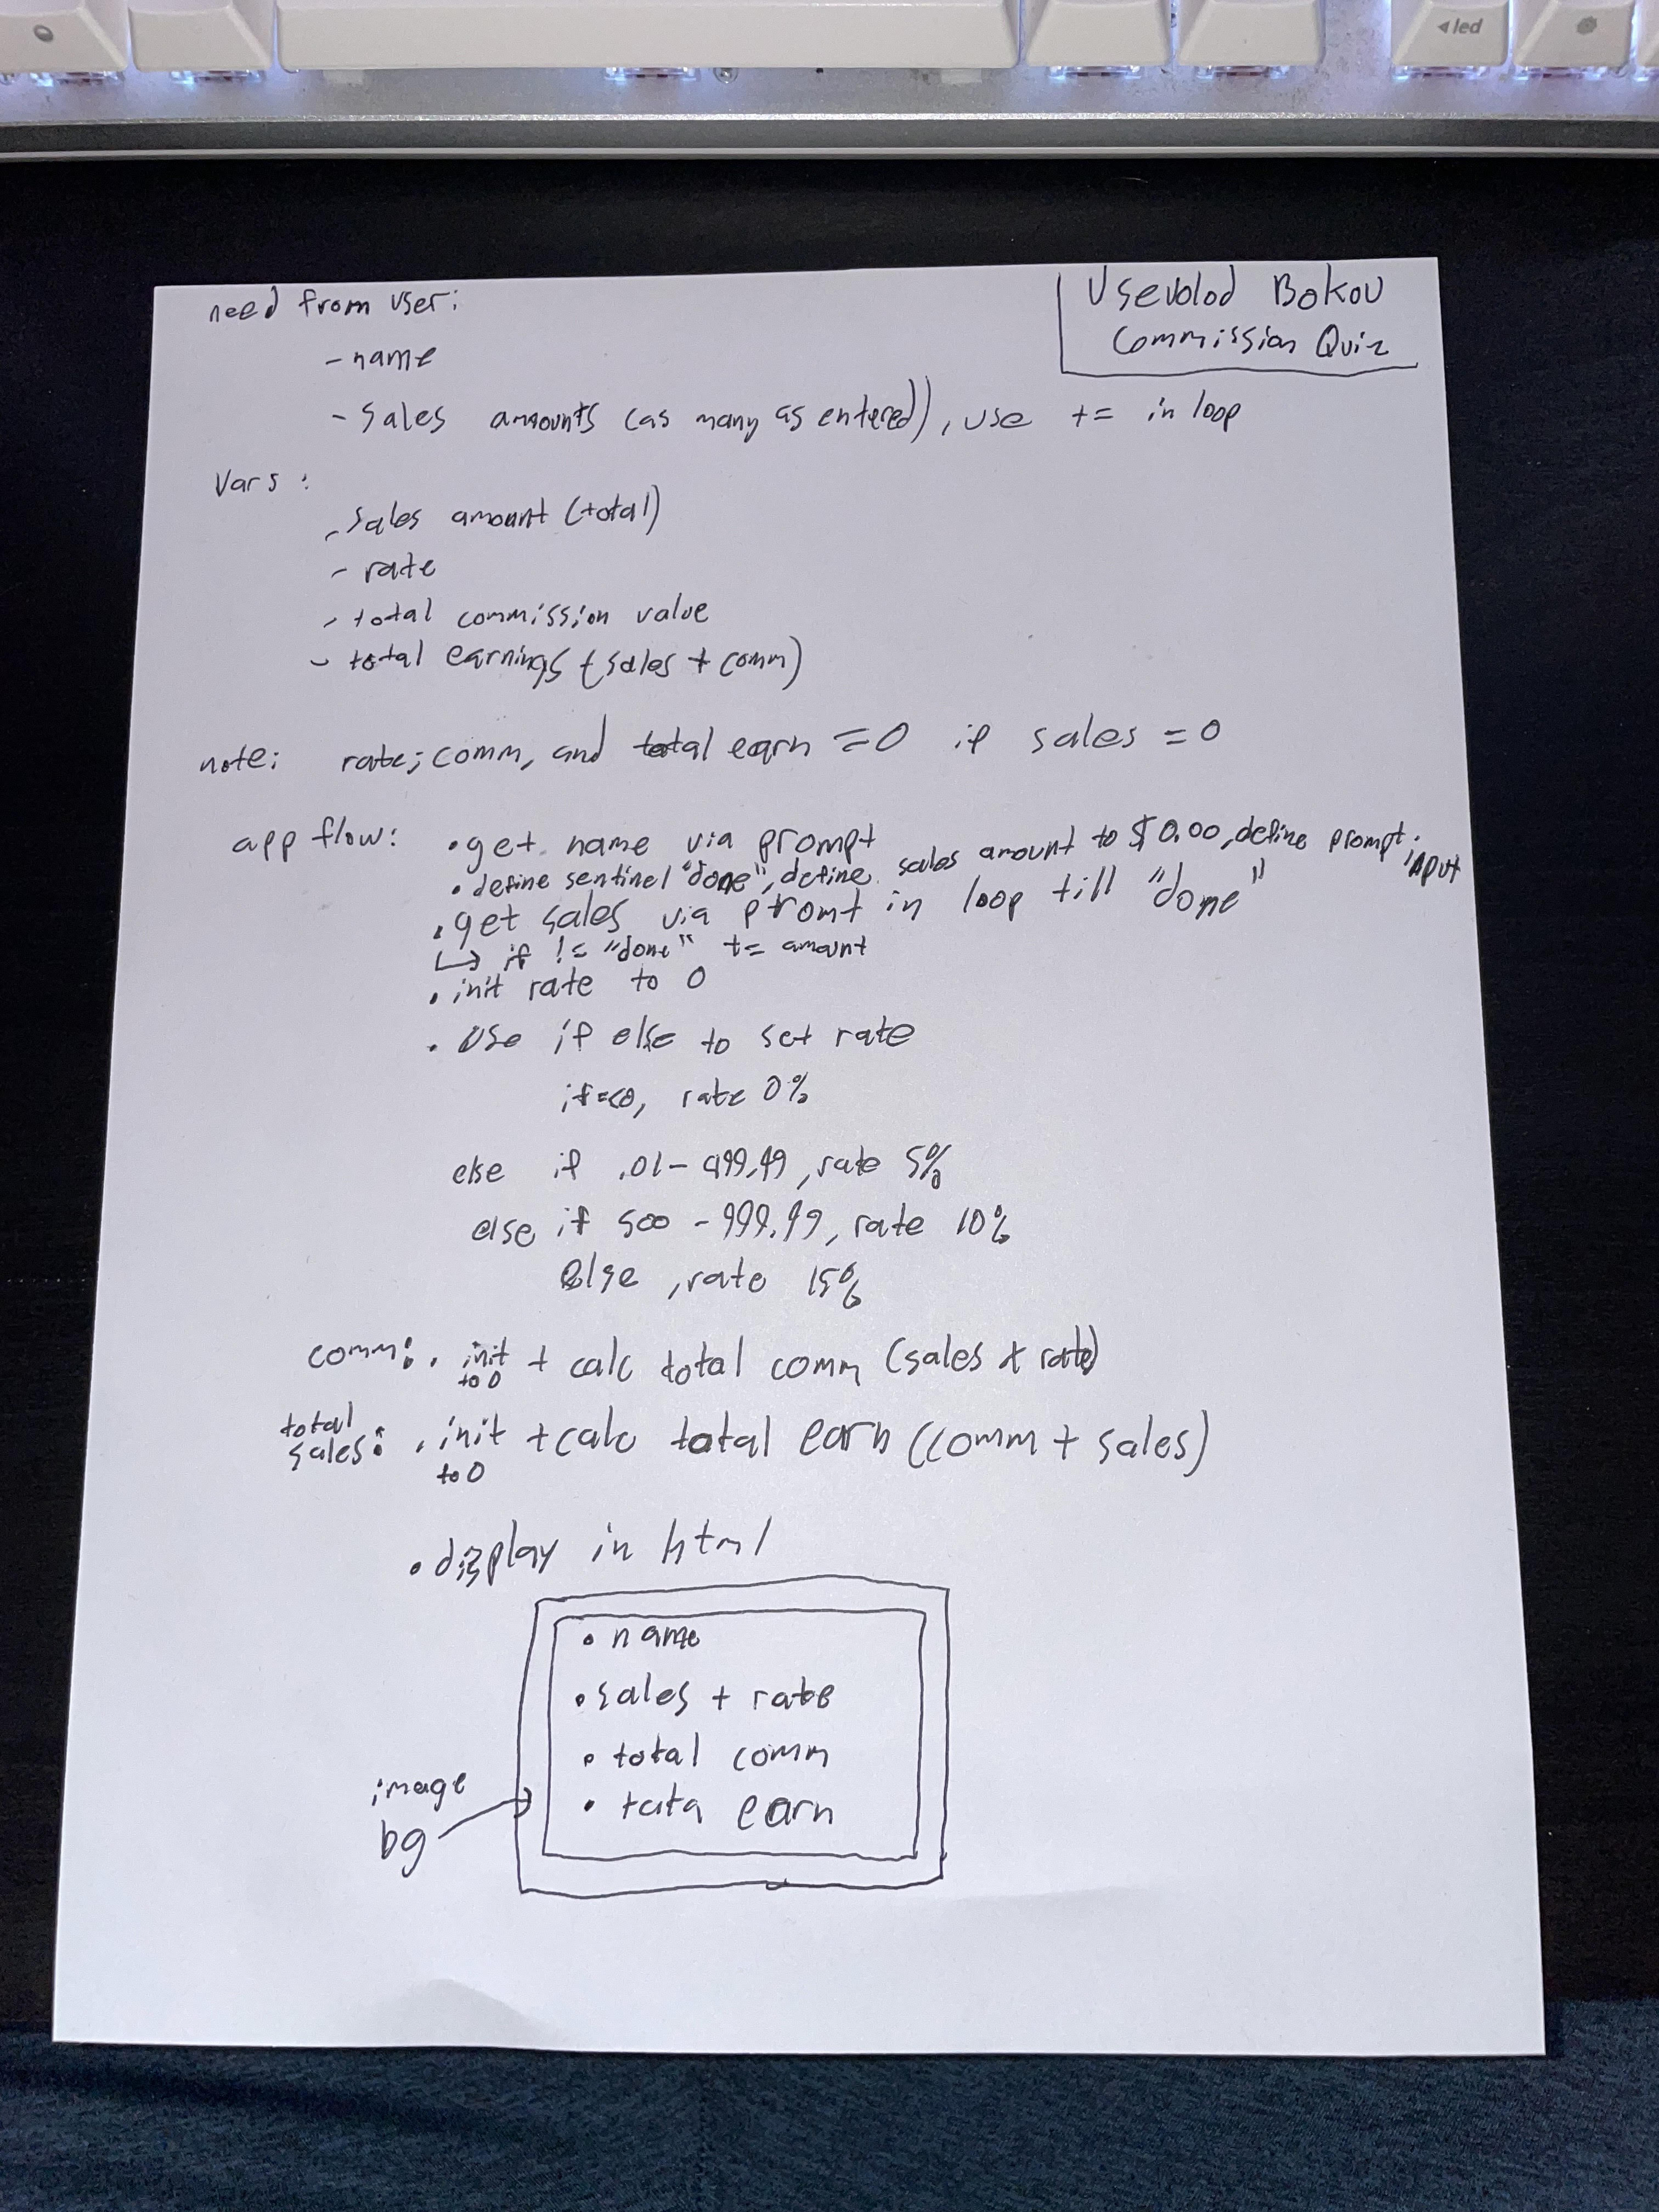 led
need from user:
Vsevolod Bokov
Commission Quiz
- name
- sales amounts (as many as entered)), use += in loop
Vars:
- sales amount (total)
- rate
- total commission value
- total earnings (sales + comm)
note: rate; comm, and total earn = 0 if sales = 0
app flow: • get name via prompt
• define sentinel "done", define sales amount to $0.00, define prompt input
• get sales via promt in loop till "done"
↳ if != "done" += amount
• init rate to 0
• Use if else to set rate
if =<0, rate 0%
else if .01 - 499.99, rate 5%
else if 500 - 999.99, rate 10%
else, rate 15%
comm: • init to 0 + calc total comm (sales * rate)
total sales: • init to 0 + calc total earn (comm + sales)
• display in html
• name
• sales + rate
• total comm
• tota earn
image
bg